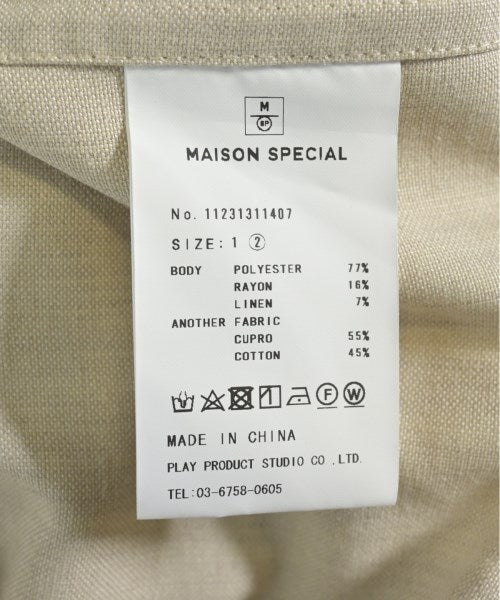 M
SP
MAISON SPECIAL
No. 11231311407
SIZE: 1 ②
BODY POLYESTER 77%
RAYON 16%
LINEN 7%
ANOTHER FABRIC
CUPRO 55%
COTTON 45%
F W
MADE IN CHINA
PLAY PRODUCT STUDIO CO .,LTD.
TEL:03-6758-0605